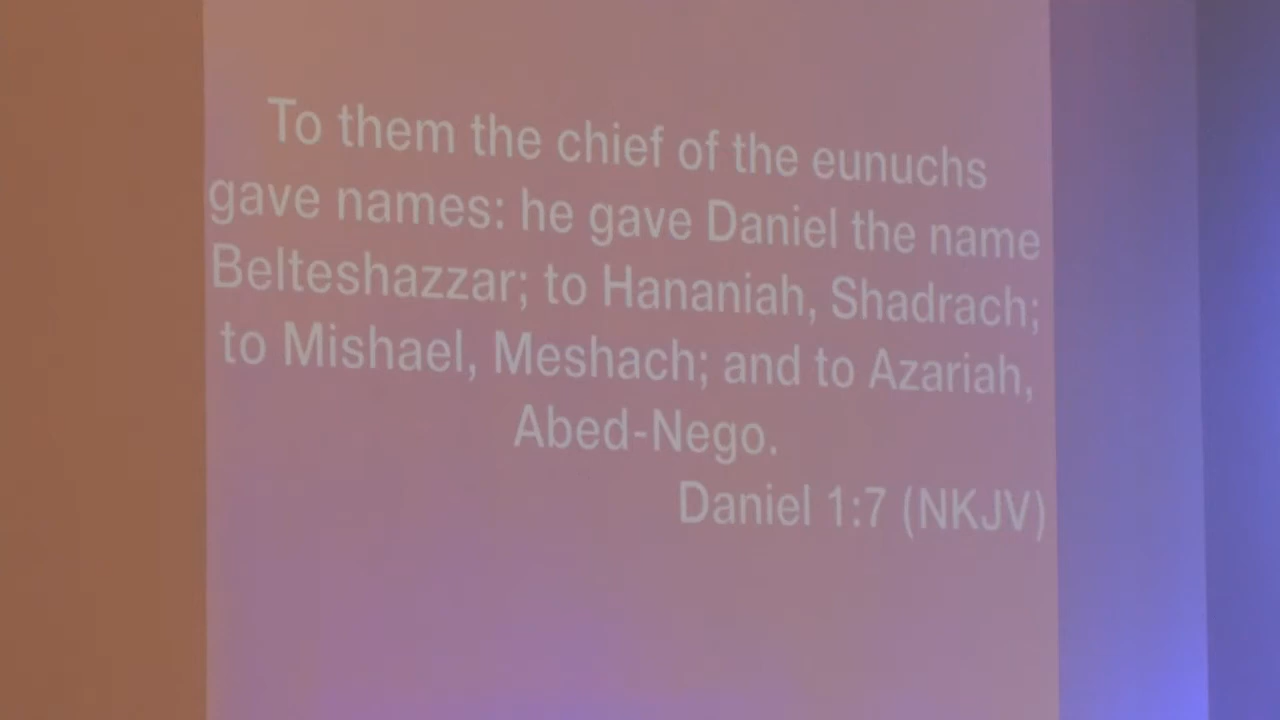 To them the chief of the eunuchs
gave names: he gave Daniel the name
Belteshazzar; to Hananiah, Shadrach;
to Mishael, Meshach; and to Azariah,
Abed-Nego.
Daniel 1:7 (NKJV)